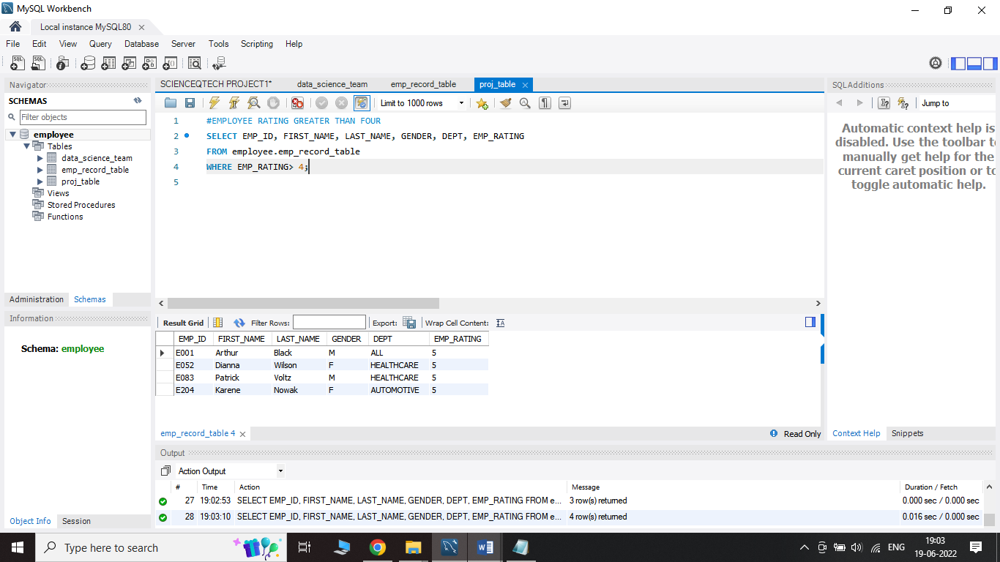 MySQL Workbench
Local instance MySQL80
File Edit View Query Database Server Tools Scripting Help
Navigator
SCHEMAS
Filter objects
employee
Tables
data_science_team
emp_record_table
proj_table
Views
Stored Procedures
Functions
Administration Schemas
Information
Schema: employee
Object Info Session
SCIENCEQTECH PROJECT1* data_science_team emp_record_table proj_table
Limit to 1000 rows
1 #EMPLOYEE RATING GREATER THAN FOUR
2 SELECT EMP_ID, FIRST_NAME, LAST_NAME, GENDER, DEPT, EMP_RATING
3 FROM employee.emp_record_table
4 WHERE EMP_RATING> 4;
5
Result Grid Filter Rows: Export: Wrap Cell Content: IA
EMP_ID FIRST_NAME LAST_NAME GENDER DEPT EMP_RATING
E001 Arthur Black M ALL 5
E052 Dianna Wilson F HEALTHCARE 5
E083 Patrick Voltz M HEALTHCARE 5
E204 Karene Nowak F AUTOMOTIVE 5
emp_record_table 4 Read Only
Output
Action Output
# Time Action Message Duration / Fetch
27 19:02:53 SELECT EMP_ID, FIRST_NAME, LAST_NAME, GENDER, DEPT, EMP_RATING FROM e... 3 row(s) returned 0.000 sec / 0.000 sec
28 19:03:10 SELECT EMP_ID, FIRST_NAME, LAST_NAME, GENDER, DEPT, EMP_RATING FROM e... 4 row(s) returned 0.016 sec / 0.000 sec
SQLAdditions
Jump to
Automatic context help is
disabled. Use the toolbar to
manually get help for the
current caret position or to
toggle automatic help.
Context Help Snippets
Type here to search
ENG
19:03
19-06-2022